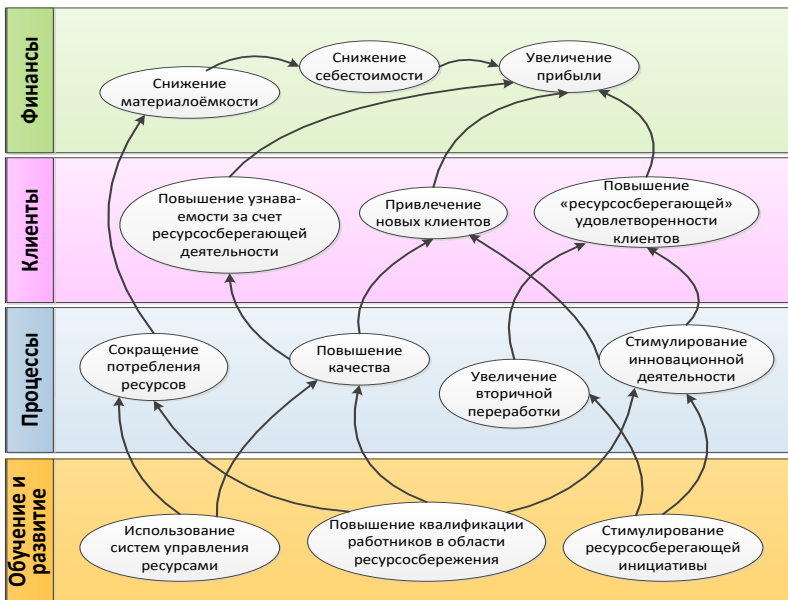 Финансы
Снижение
материалоёмкости
Снижение
себестоимости
Увеличение
прибыли
Клиенты
Повышение узнава-
аемости за счет
ресурсосберегающей
деятельности
Привлечение
новых клиентов
Повышение
«ресурсосберегающей»
удовлетворенности
клиентов
Процессы
Сокращение
потребления
ресурсов
Повышение
качества
Увеличение
вторичной
переработки
Стимулирование
инновационной
деятельности
Обучение и
развитие
Использование
систем управления
ресурсами
Повышение квалификации
работников в области
ресурсосбережения
Стимулирование
ресурсосберегающей
инициативы